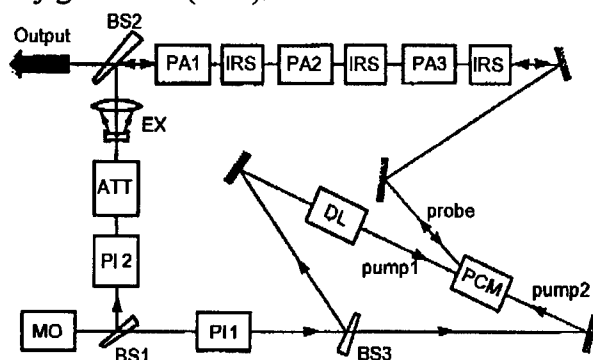 BS2
Output
PA1 IRS PA2 IRS PA3 IRS
EX
ATT
DL
probe
PI 2
pump1
PCM
pump2
MO
PI1
BS1
BS3